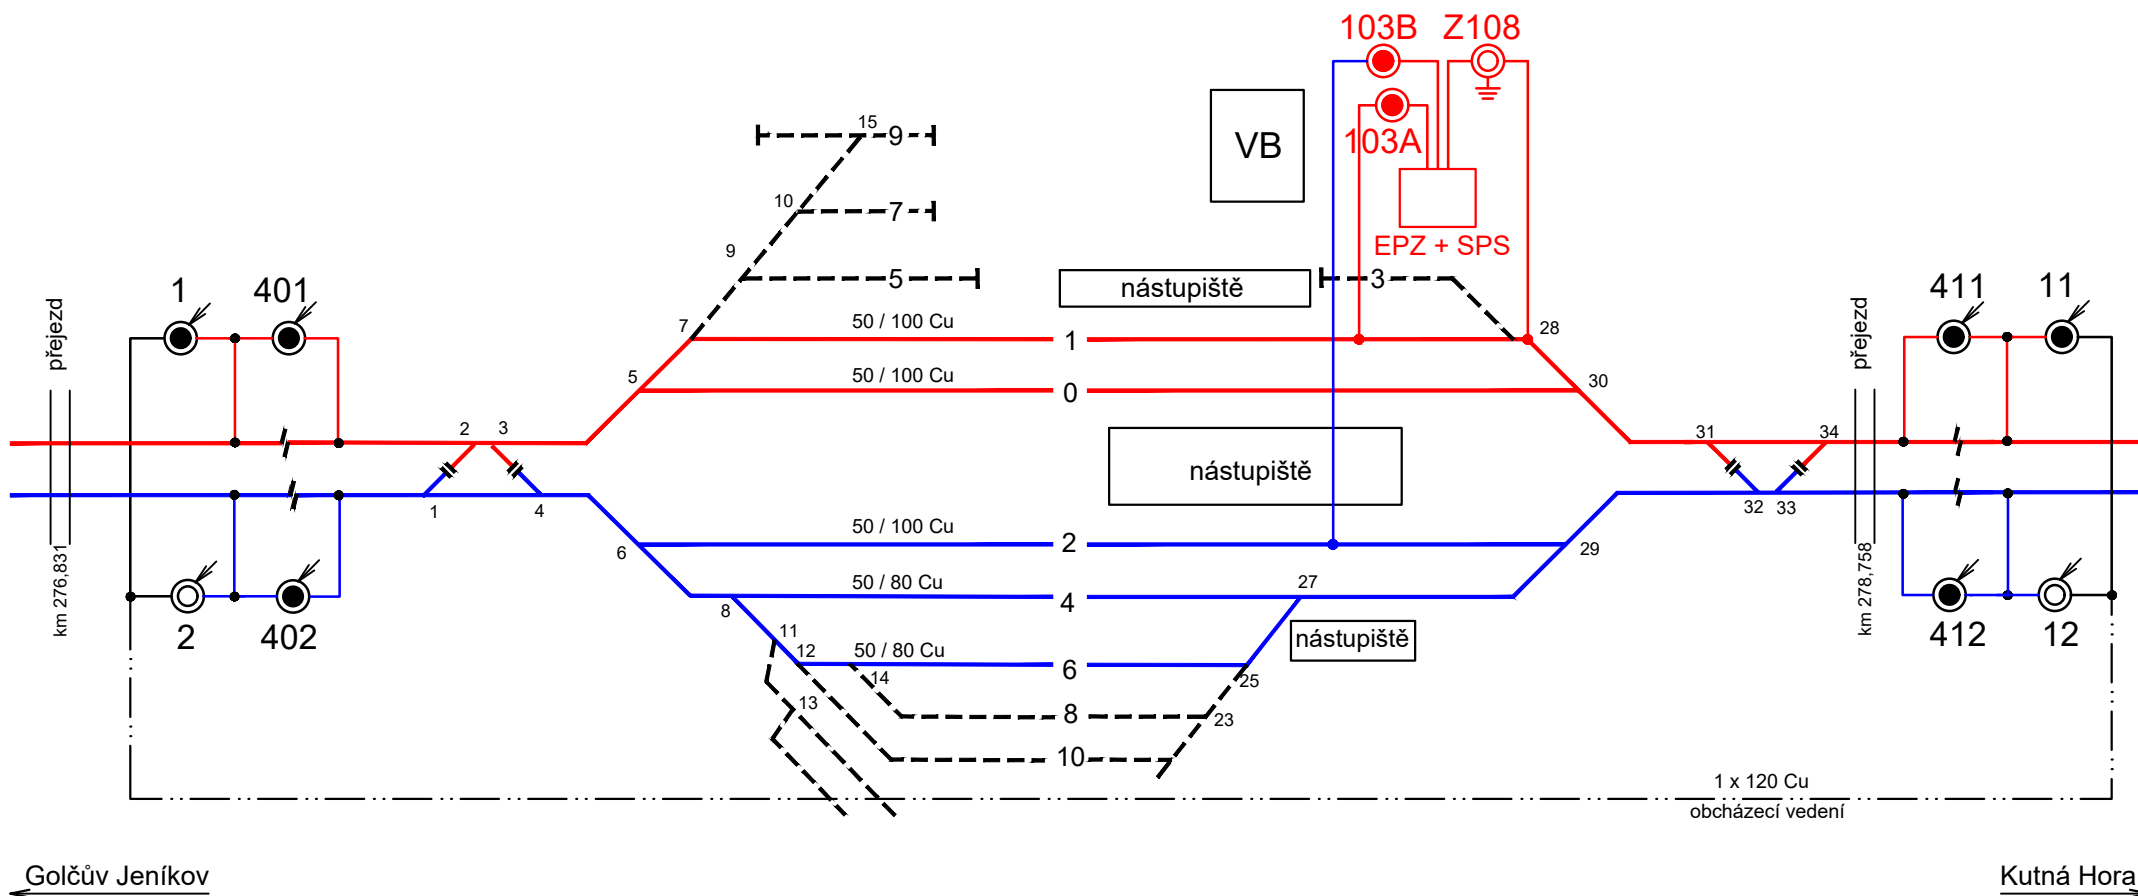 103B Z108
15 9
VB
103A
10 7
EPZ + SPS
9
5 nástupiště 3
1 401 411 11
přejezd přejezd
7 50 / 100 Cu 1 28
5 50 / 100 Cu 0 30
2 3 31 34
nástupiště
1 4 32 33
6 50 / 100 Cu 2 29
km 276,831 km 278,758
8 50 / 80 Cu 4 27
2 402 412 12
11 nástupiště
12 50 / 80 Cu 6 25
14
13 8 23
10
1 x 120 Cu
obcházecí vedení
Golčův Jeníkov Kutná Hora